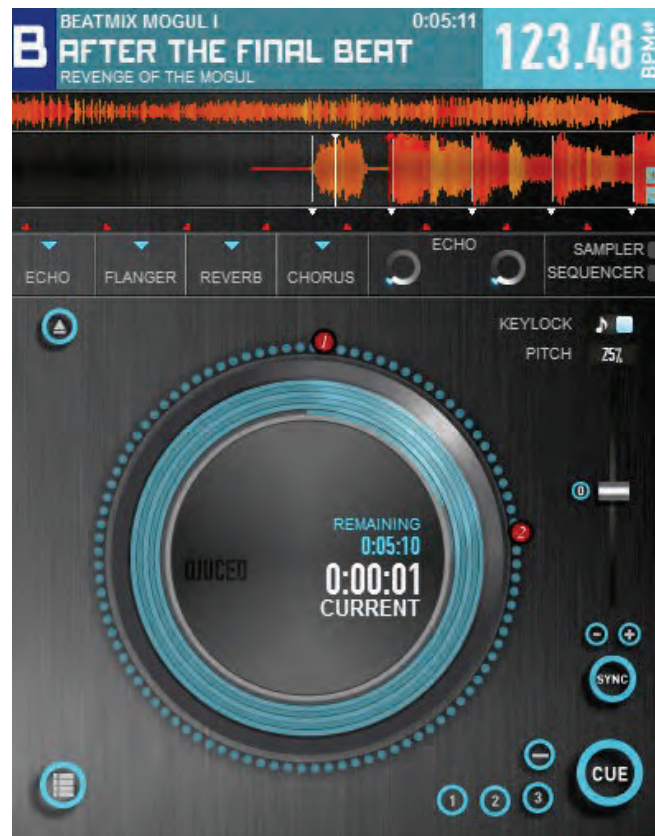 B
BEATMIX MOGUL I 0:05:11
AFTER THE FINAL BEAT
REVENGE OF THE MOGUL
123.48 BPM
ECHO FLANGER REVERB CHORUS
ECHO
SAMPLER
SEQUENCER
KEYLOCK
PITCH 25%
1
2
0
REMAINING
0:05:10
0:00:01
CURRENT
- +
SYNC
CUE
1 2 3